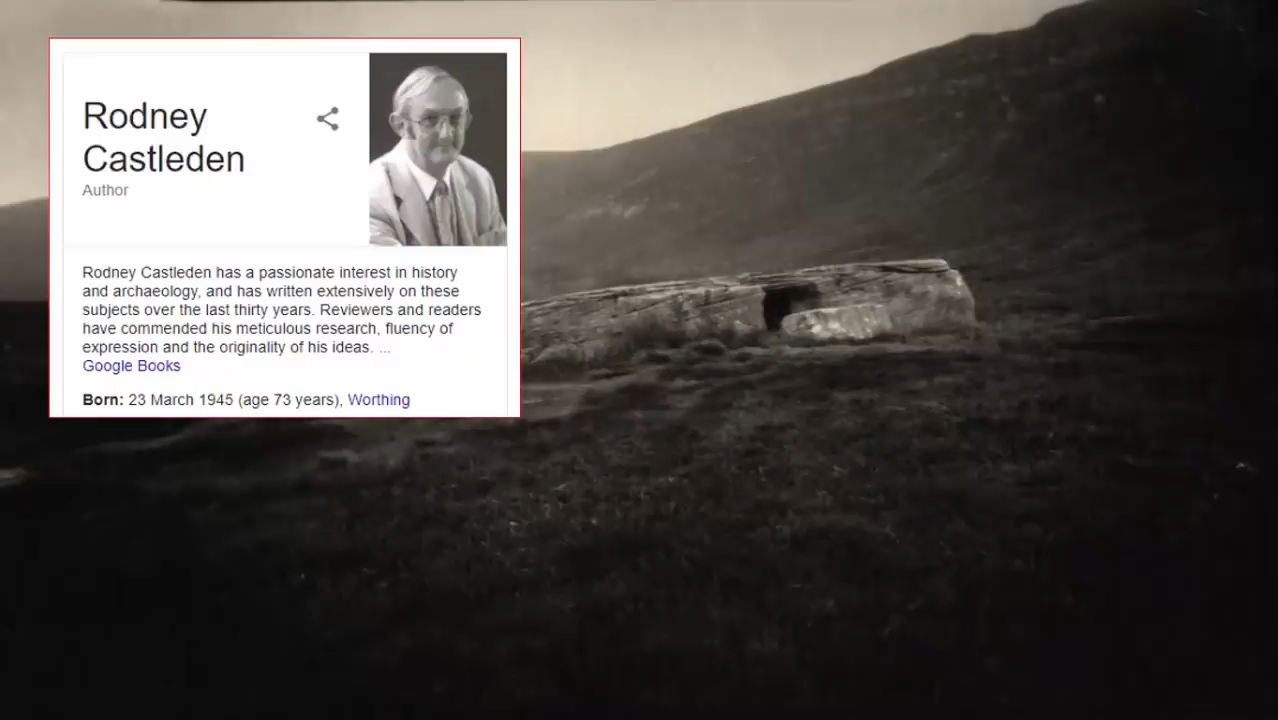 Rodney
Castleden
Author
Rodney Castleden has a passionate interest in history
and archaeology, and has written extensively on these
subjects over the last thirty years. Reviewers and readers
have commended his meticulous research, fluency of
expression and the originality of his ideas. ...
Google Books
Born: 23 March 1945 (age 73 years), Worthing